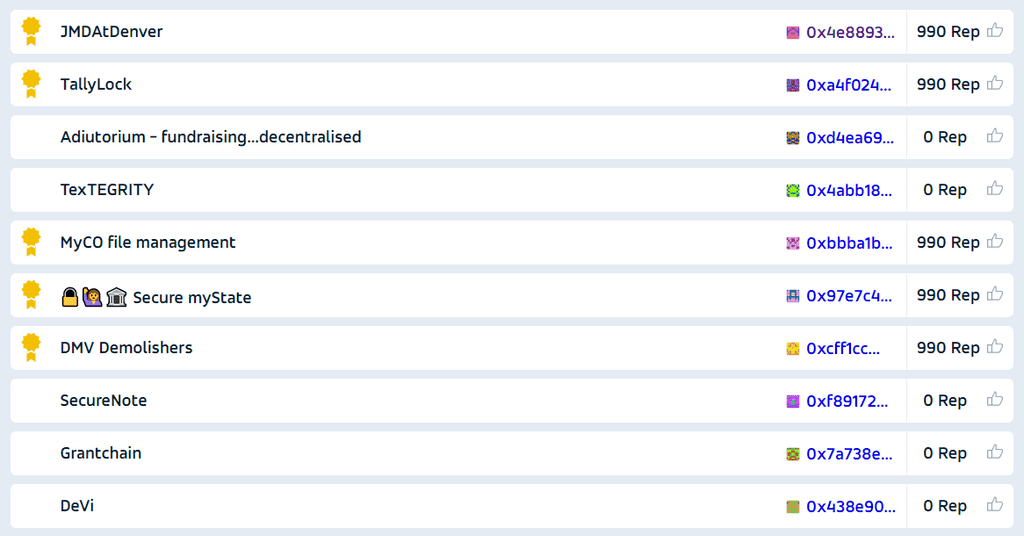 JMDAtDenver 0x4e8893... 990 Rep
TallyLock 0xa4f024... 990 Rep
Adiutorium - fundraising...decentralised 0xd4ea69... 0 Rep
TexTEGRITY 0x4abb18... 0 Rep
MyCO file management 0xbbba1b... 990 Rep
🔒🙋🏛 Secure myState 0x97e7c4... 990 Rep
DMV Demolishers 0xcff1cc... 990 Rep
SecureNote 0xf89172... 0 Rep
Grantchain 0x7a738e... 0 Rep
DeVi 0x438e90... 0 Rep